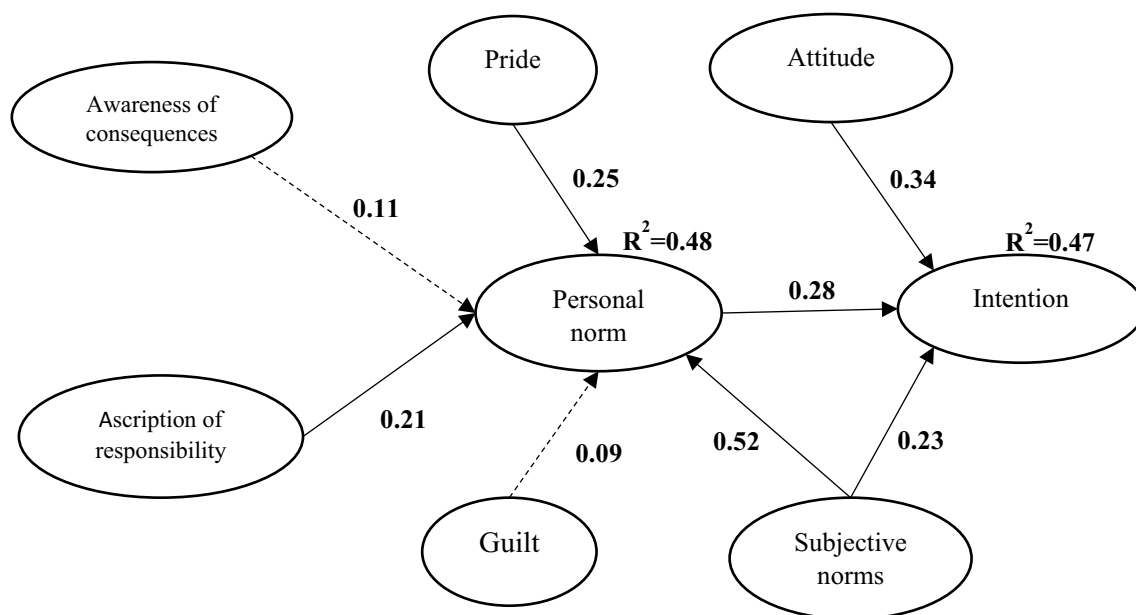 Pride
Attitude
Awareness of
consequences
0.25
0.34
0.11
R²=0.48
R²=0.47
Personal
norm
0.28
Intention
Ascription of
responsibility
0.21
0.09
0.52
0.23
Guilt
Subjective
norms